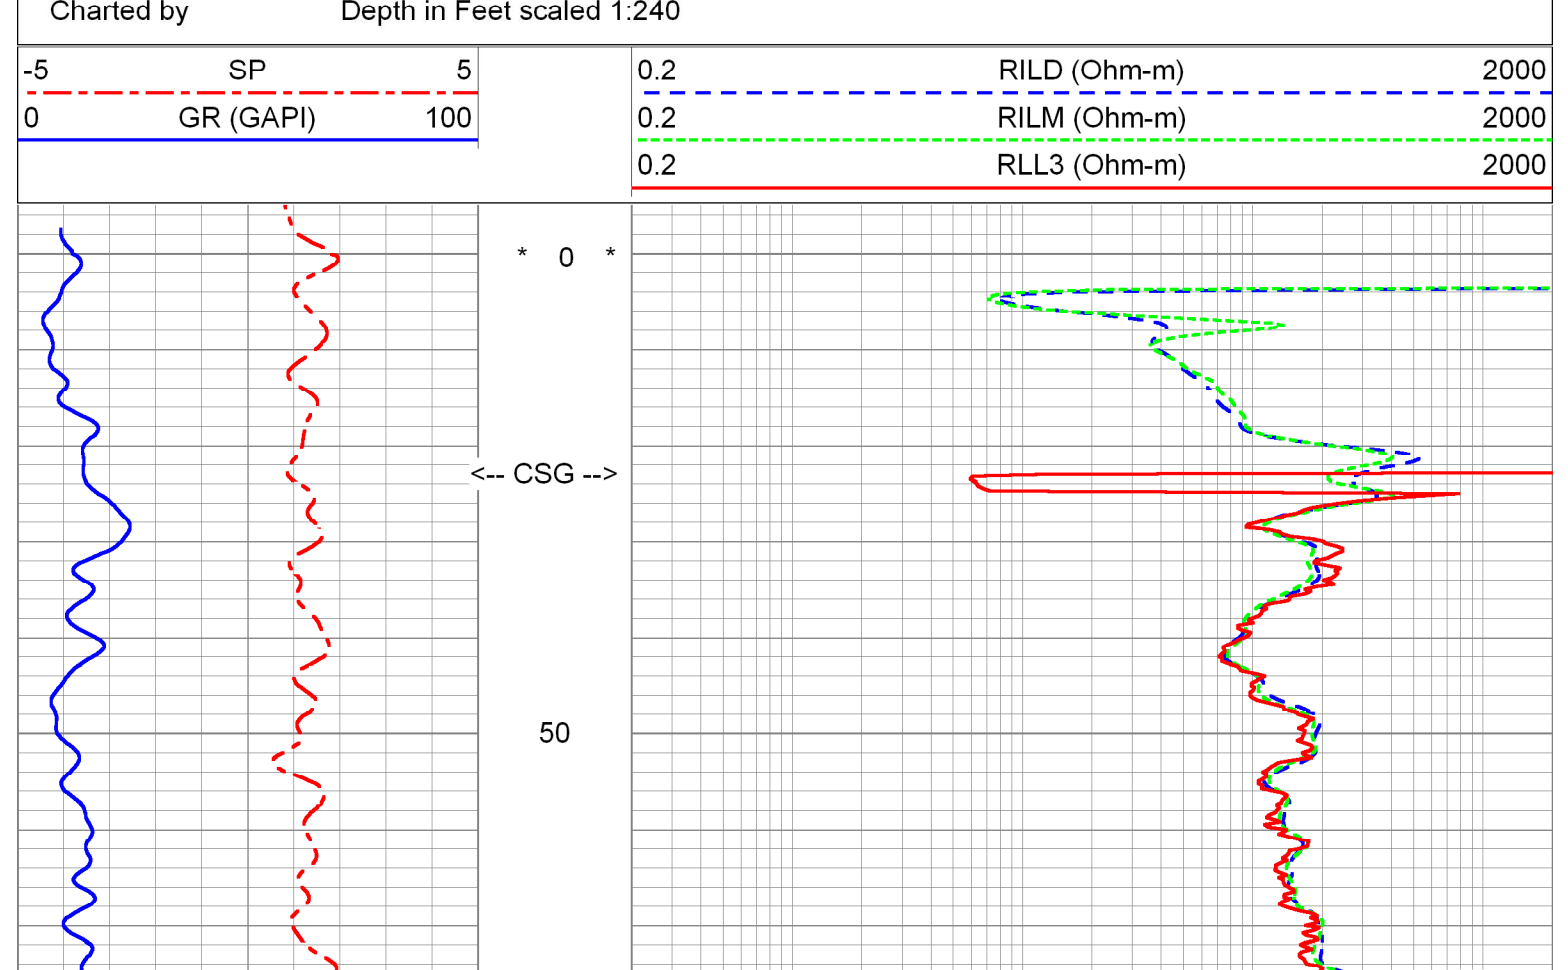 Charted by Depth in Feet scaled 1:240
-5 SP 5
0 GR (GAPI) 100
0.2 RILD (Ohm-m) 2000
0.2 RILM (Ohm-m) 2000
0.2 RLL3 (Ohm-m) 2000
* 0 *
<-- CSG -->
50